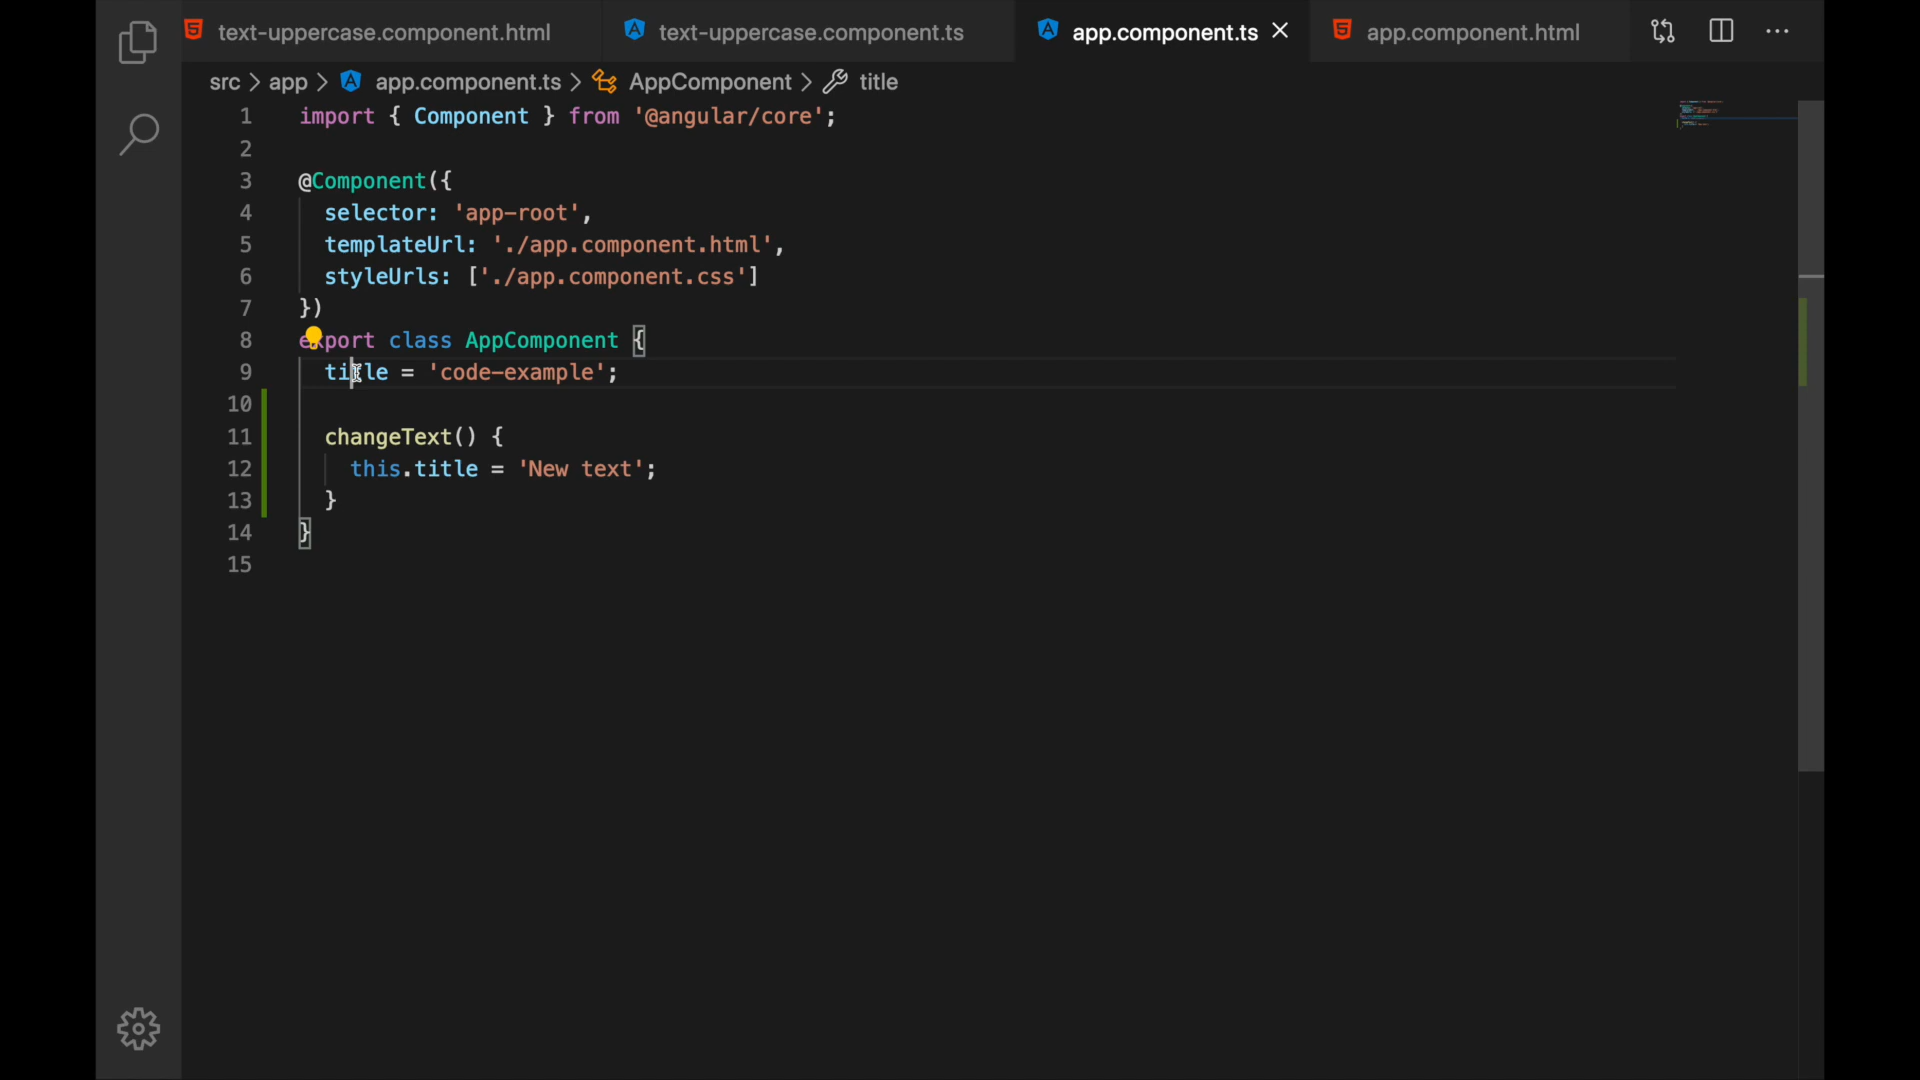 text-uppercase.component.html text-uppercase.component.ts app.component.ts app.component.html
src > app > app.component.ts > AppComponent > title
1 import { Component } from '@angular/core';
2
3 @Component({
4 selector: 'app-root',
5 templateUrl: './app.component.html',
6 styleUrls: ['./app.component.css']
7 })
8 export class AppComponent {
9 title = 'code-example';
10
11 changeText() {
12 this.title = 'New text';
13 }
14 }
15